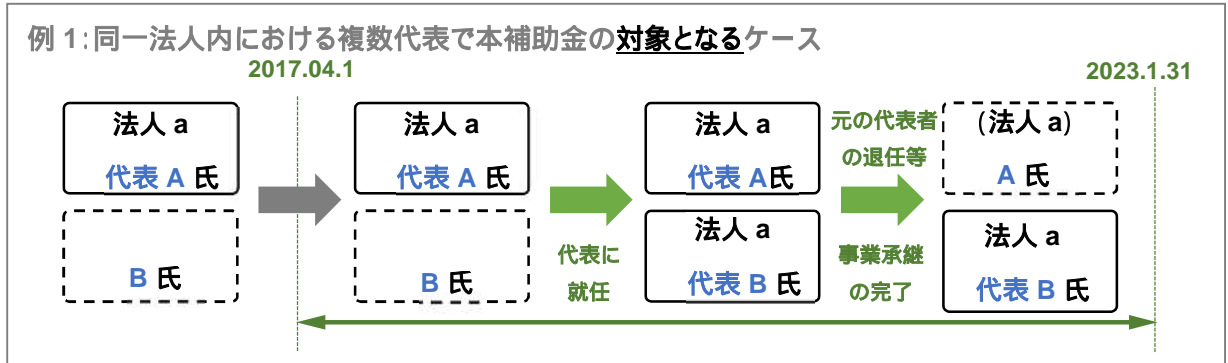 例 1:同一法人内における複数代表で本補助金の対象となるケース
2017.04.1
2023.1.31
法人 a
代表 A 氏
B 氏
法人 a
代表 A 氏
B 氏
代表に
就任
法人 a
代表 A氏
法人 a
代表 B 氏
元の代表者
の退任等
事業承継
の完了
(法人 a)
A 氏
法人 a
代表 B 氏